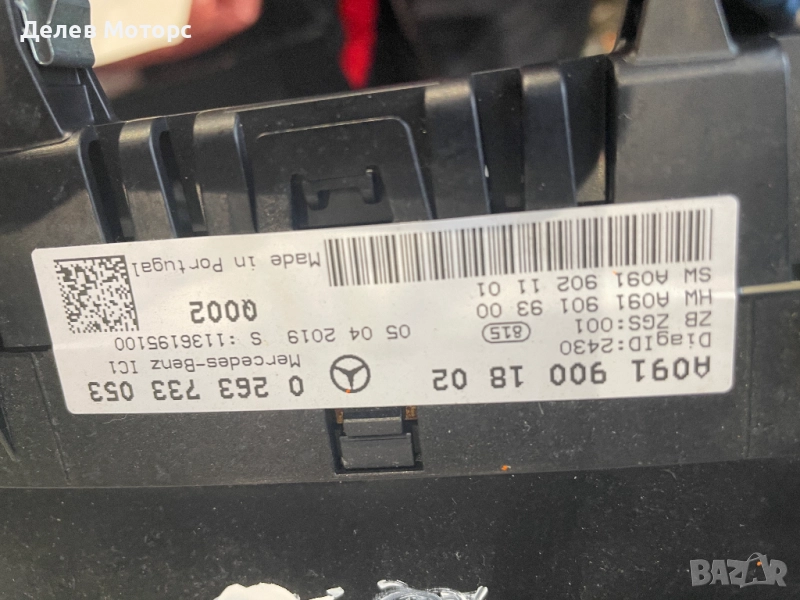 Делев Моторс
A091 900 18 02
0 263 733 053
DiagID:2430
Mercedes-Benz IC1
ZB ZGS:001
815
05 04 2019 S :1136195100
HW A091 901 93 00
Q002
SW A091 902 11 01
Made in Portugal
BAZAR